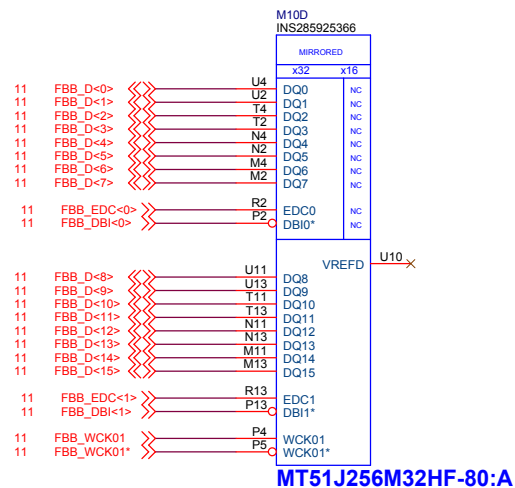 M10D
INS285925366
MIRRORED
x32 x16
11 FBB_D<0> U4 DQ0 NC
11 FBB_D<1> U2 DQ1 NC
11 FBB_D<2> T4 DQ2 NC
11 FBB_D<3> T2 DQ3 NC
11 FBB_D<4> N4 DQ4 NC
11 FBB_D<5> N2 DQ5 NC
11 FBB_D<6> M4 DQ6 NC
11 FBB_D<7> M2 DQ7 NC
11 FBB_EDC<0> R2 EDC0 NC
11 FBB_DBI<0> P2 DBI0* NC
VREFD U10
11 FBB_D<8> U11 DQ8
11 FBB_D<9> U13 DQ9
11 FBB_D<10> T11 DQ10
11 FBB_D<11> T13 DQ11
11 FBB_D<12> N11 DQ12
11 FBB_D<13> N13 DQ13
11 FBB_D<14> M11 DQ14
11 FBB_D<15> M13 DQ15
11 FBB_EDC<1> R13 EDC1
11 FBB_DBI<1> P13 DBI1*
11 FBB_WCK01 P4 WCK01
11 FBB_WCK01* P5 WCK01*
MT51J256M32HF-80:A